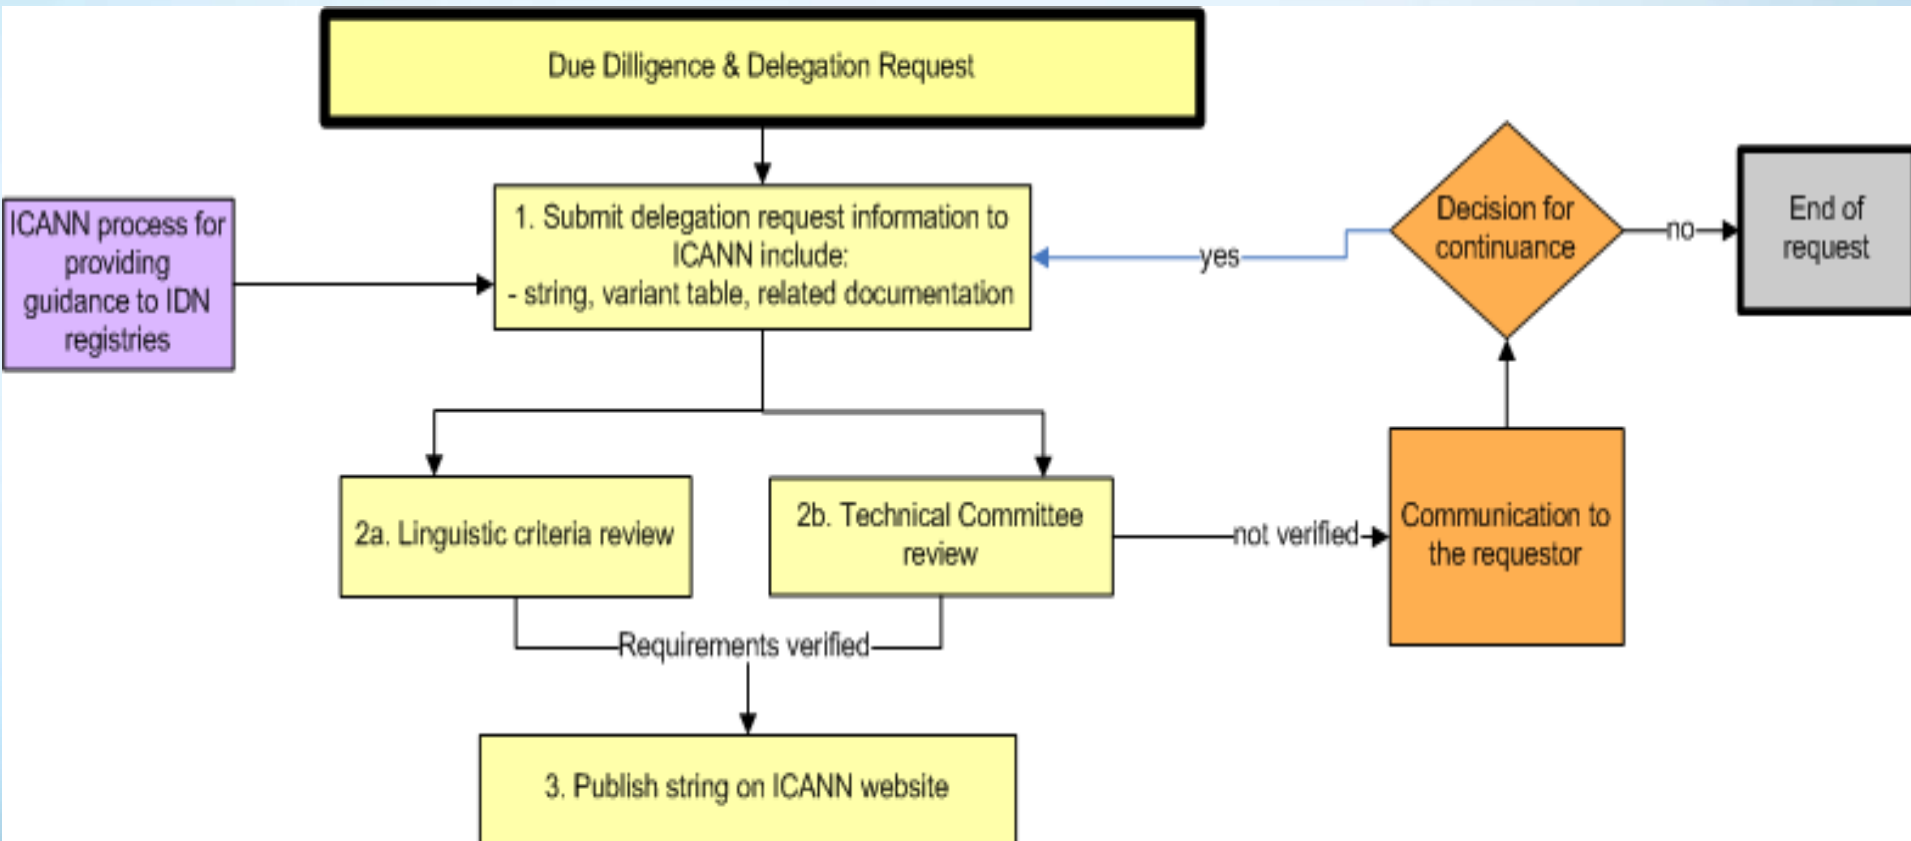 Due Dilligence & Delegation Request
ICANN process for
providing
guidance to IDN
registries
1. Submit delegation request information to
ICANN include:
- string, variant table, related documentation
yes
Decision for
continuance
no
End of
request
2a. Linguistic criteria review
2b. Technical Committee
review
not verified
Communication to
the requestor
Requirements verified
3. Publish string on ICANN website